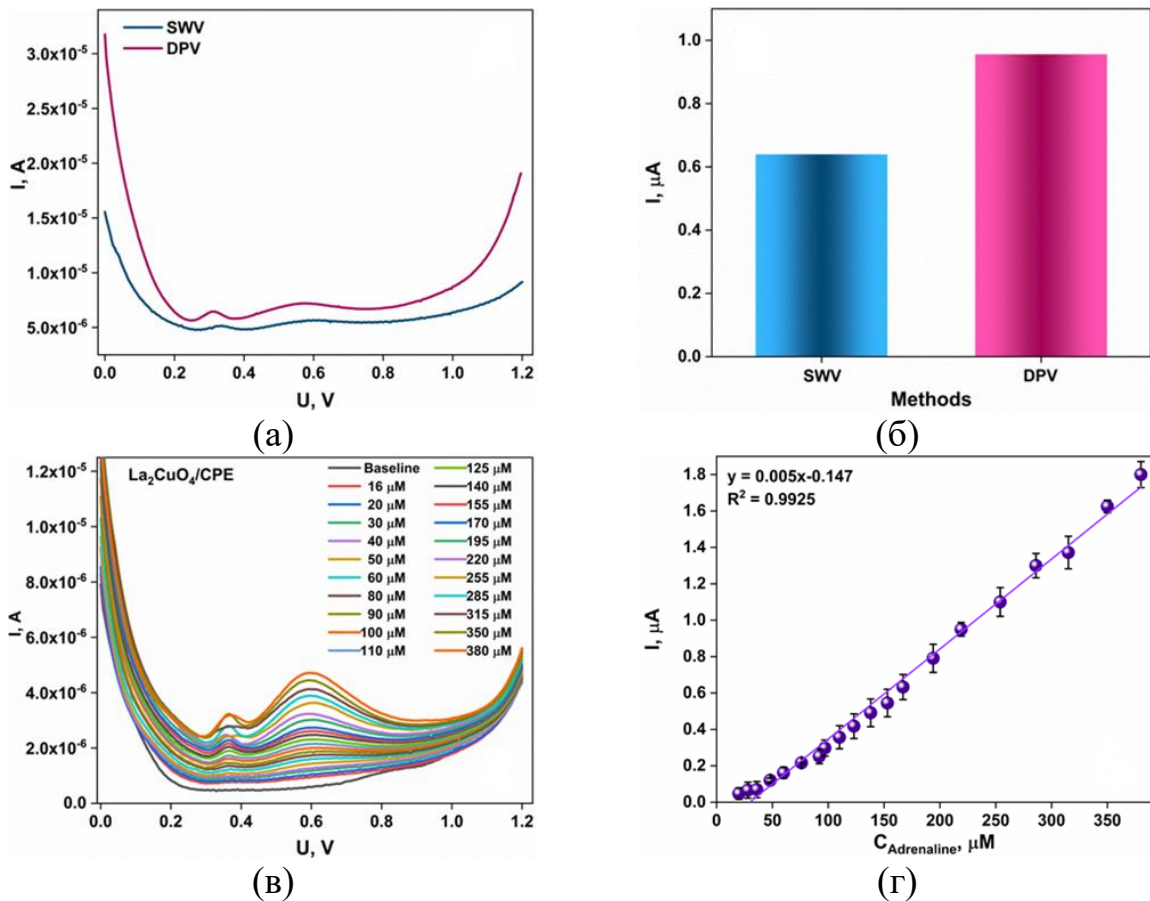 SWV
DPV
3.0x10⁻⁵
2.5x10⁻⁵
2.0x10⁻⁵
1.5x10⁻⁵
1.0x10⁻⁵
5.0x10⁻⁶
I, A
0.0 0.2 0.4 0.6 0.8 1.0 1.2
U, V
(а)
1.0
0.8
0.6
0.4
0.2
0.0
I, μA
SWV DPV
Methods
(б)
La₂CuO₄/CPE
Baseline 125 μM
16 μM 140 μM
20 μM 155 μM
30 μM 170 μM
40 μM 195 μM
50 μM 220 μM
60 μM 255 μM
80 μM 285 μM
90 μM 315 μM
100 μM 350 μM
110 μM 380 μM
1.2x10⁻⁵
1.0x10⁻⁵
8.0x10⁻⁶
6.0x10⁻⁶
4.0x10⁻⁶
2.0x10⁻⁶
0.0
I, A
0.0 0.2 0.4 0.6 0.8 1.0 1.2
U, V
(в)
y = 0.005x-0.147
R² = 0.9925
1.8
1.6
1.4
1.2
1.0
0.8
0.6
0.4
0.2
0.0
I, μA
0 50 100 150 200 250 300 350
C_Adrenaline, μM
(г)